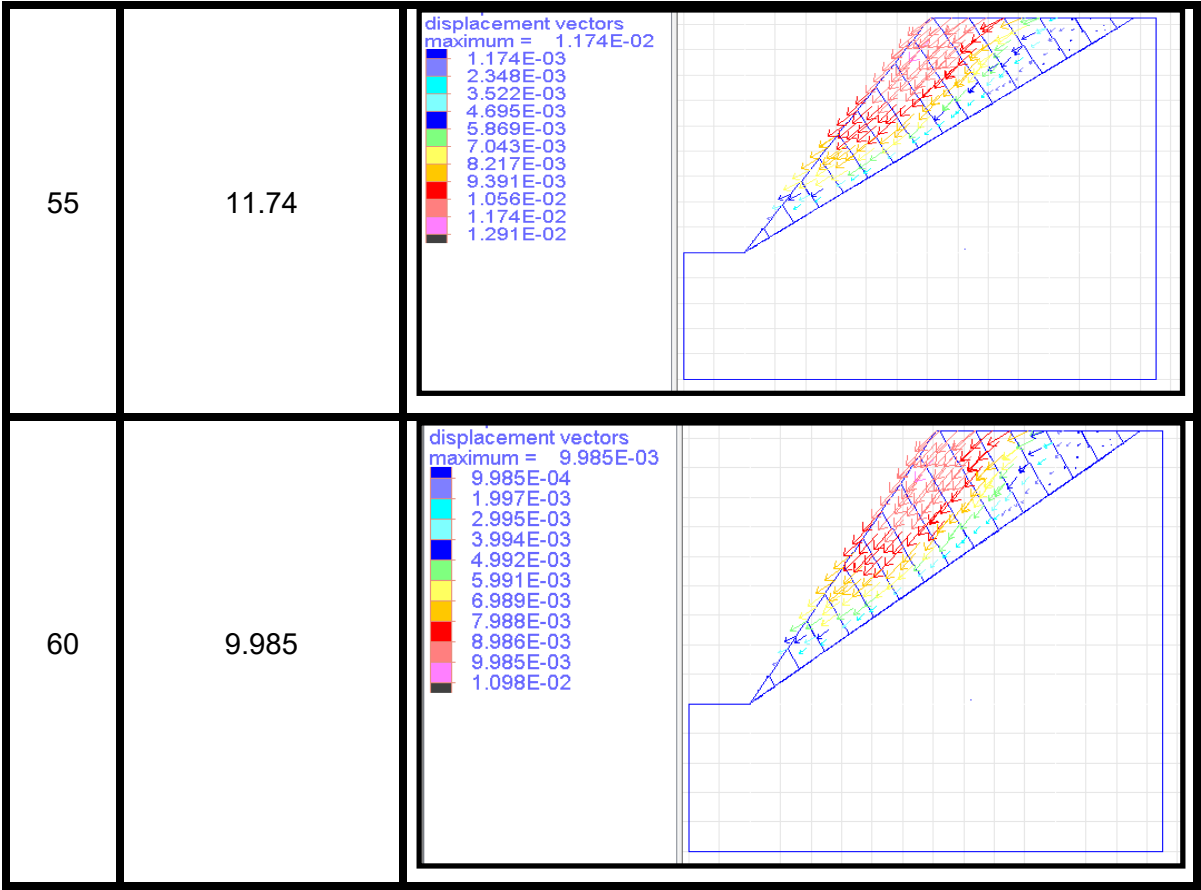 55
11.74
displacement vectors
maximum = 1.174E-02
1.174E-03
2.348E-03
3.522E-03
4.695E-03
5.869E-03
7.043E-03
8.217E-03
9.391E-03
1.056E-02
1.174E-02
1.291E-02
60
9.985
displacement vectors
maximum = 9.985E-03
9.985E-04
1.997E-03
2.995E-03
3.994E-03
4.992E-03
5.991E-03
6.989E-03
7.988E-03
8.986E-03
9.985E-03
1.098E-02